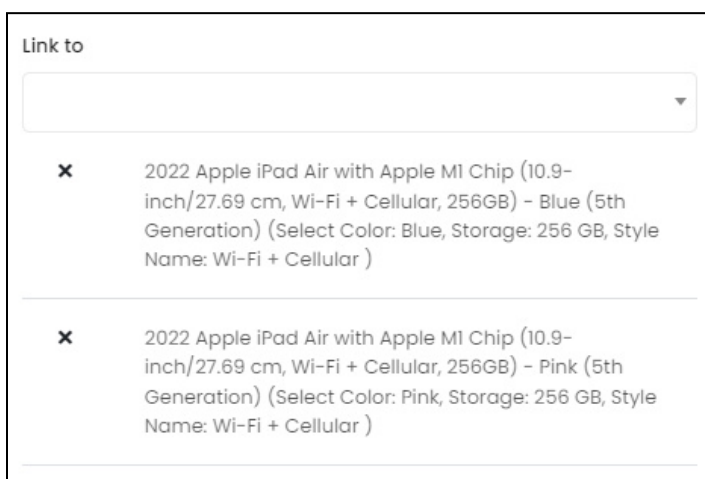 Link to
2022 Apple iPad Air with Apple M1 Chip (10.9-
inch/27.69 cm, Wi-Fi + Cellular, 256GB) - Blue (5th
Generation) (Select Color: Blue, Storage: 256 GB, Style
Name: Wi-Fi + Cellular )
2022 Apple iPad Air with Apple M1 Chip (10.9-
inch/27.69 cm, Wi-Fi + Cellular, 256GB) - Pink (5th
Generation) (Select Color: Pink, Storage: 256 GB, Style
Name: Wi-Fi + Cellular )